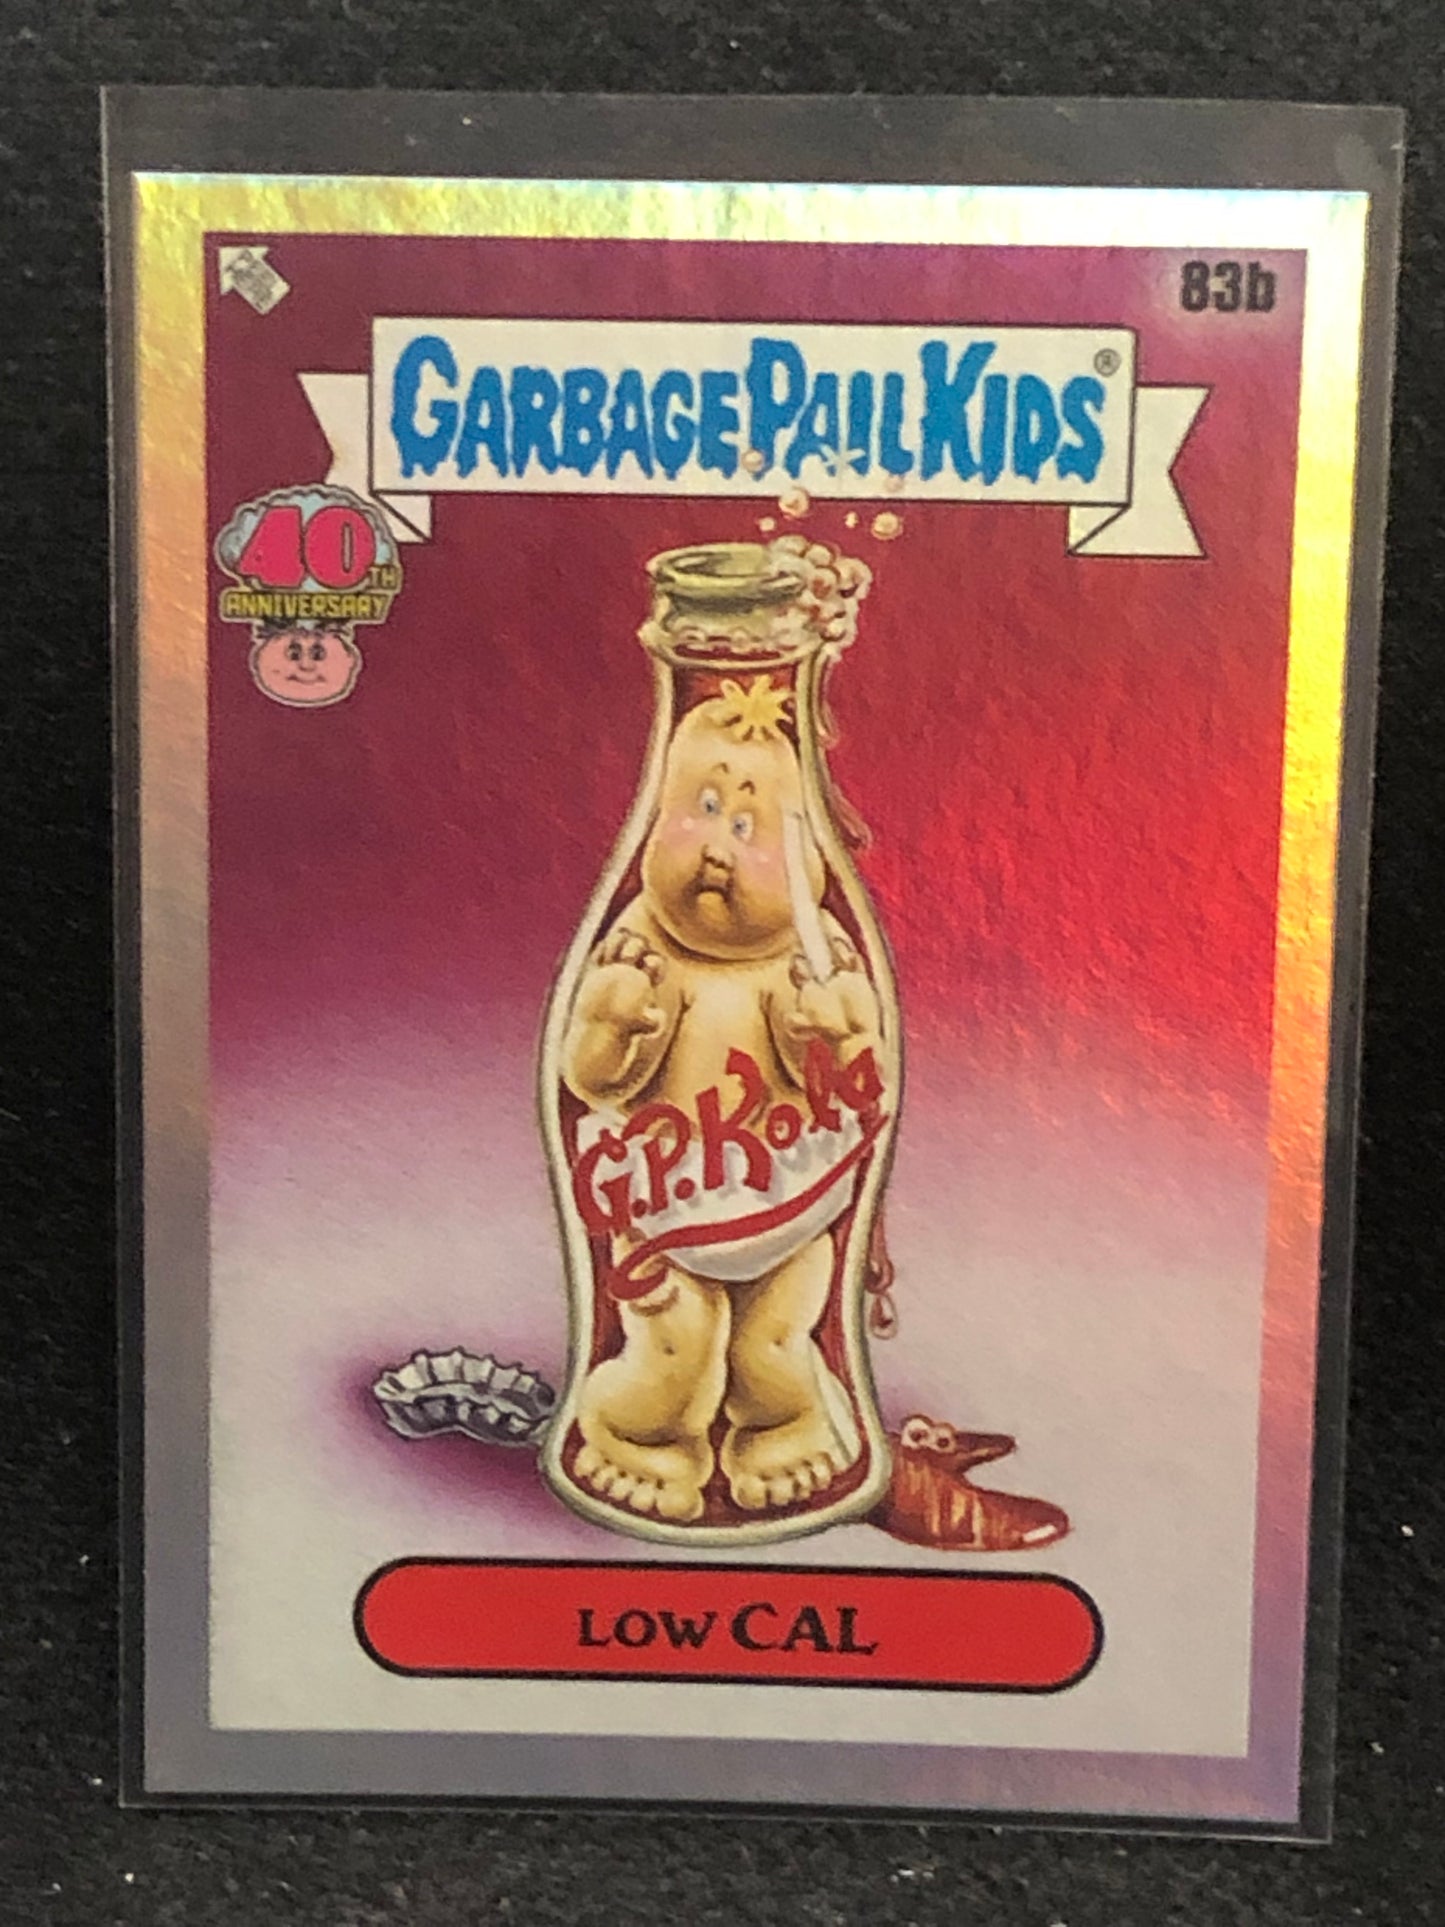 83b
GARBAGE PAIL KIDS®
40TH
ANNIVERSARY
G.P. Kola
LOW CAL